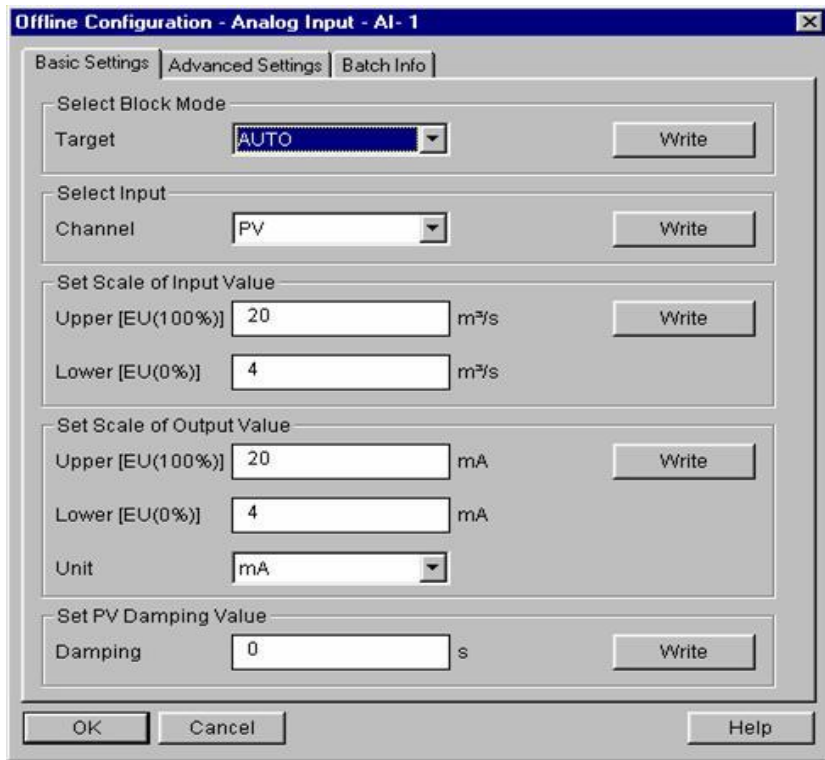 Offline Configuration - Analog Input - AI- 1
Basic Settings Advanced Settings Batch Info
Select Block Mode
Target AUTO Write
Select Input
Channel PV Write
Set Scale of Input Value
Upper [EU(100%)] 20 m³/s Write
Lower [EU(0%)] 4 m³/s
Set Scale of Output Value
Upper [EU(100%)] 20 mA Write
Lower [EU(0%)] 4 mA
Unit mA
Set PV Damping Value
Damping 0 s Write
OK Cancel Help